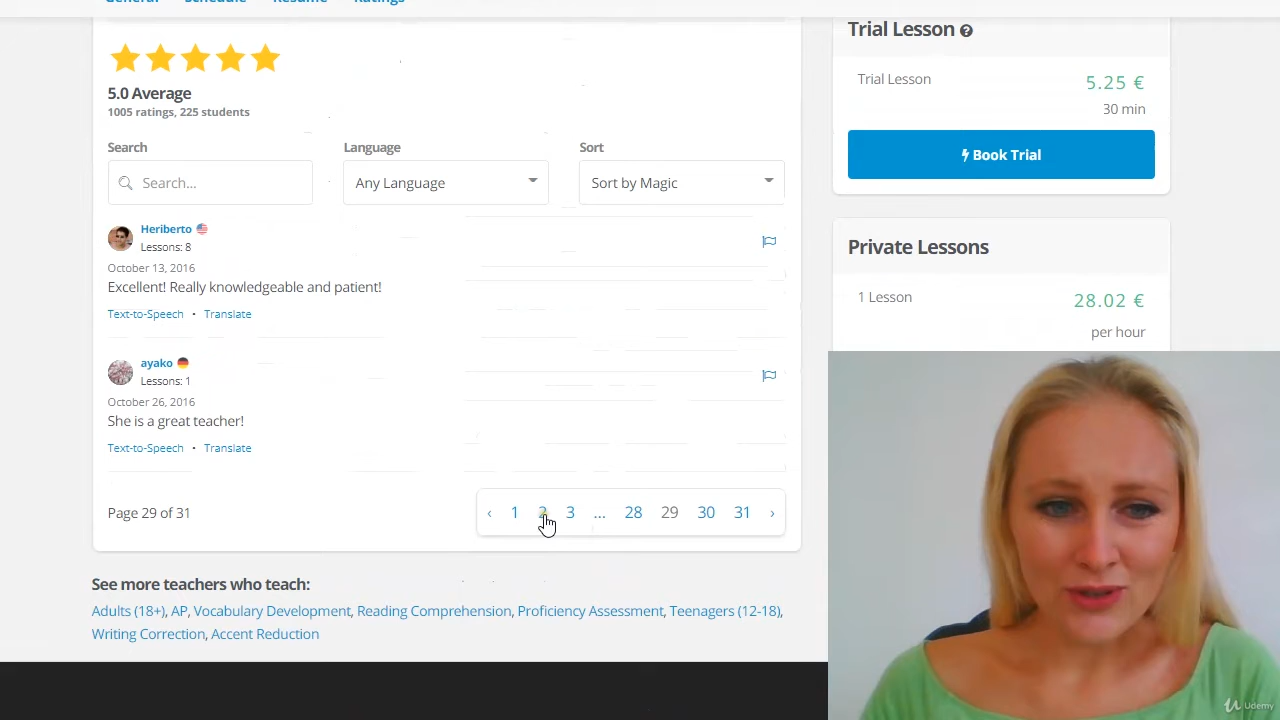 General Schedule Resume Ratings
5.0 Average
1005 ratings, 225 students
Search
Language
Sort
Search...
Any Language
Sort by Magic
Heriberto
Lessons: 8
October 13, 2016
Excellent! Really knowledgeable and patient!
Text-to-Speech • Translate
ayako
Lessons: 1
October 26, 2016
She is a great teacher!
Text-to-Speech • Translate
Page 29 of 31
‹ 1 2 3 ... 28 29 30 31 ›
See more teachers who teach:
Adults (18+), AP, Vocabulary Development, Reading Comprehension, Proficiency Assessment, Teenagers (12-18),
Writing Correction, Accent Reduction
Trial Lesson
Trial Lesson
5.25 €
30 min
Book Trial
Private Lessons
1 Lesson
28.02 €
per hour
Udemy